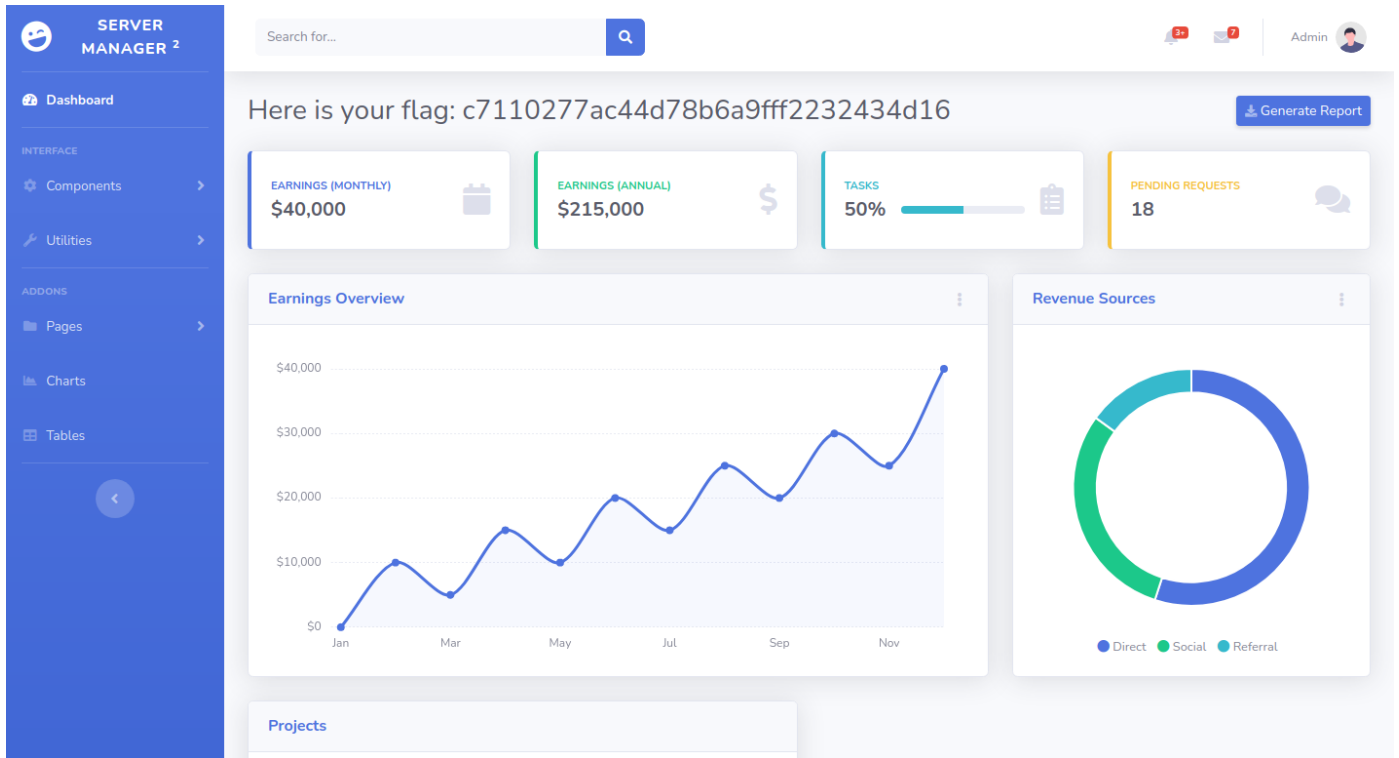 SERVER
MANAGER 2
Dashboard
INTERFACE
Components
Utilities
ADDONS
Pages
Charts
Tables
Search for...
3+
7
Admin
Here is your flag: c7110277ac44d78b6a9fff2232434d16
Generate Report
EARNINGS (MONTHLY)
$40,000
EARNINGS (ANNUAL)
$215,000
TASKS
50%
PENDING REQUESTS
18
Earnings Overview
$40,000
$30,000
$20,000
$10,000
$0
Jan Mar May Jul Sep Nov
Revenue Sources
Direct Social Referral
Projects